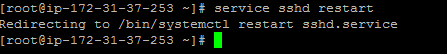 [root@ip-172-31-37-253 ~]# service sshd restart
Redirecting to /bin/systemctl restart sshd.service
[root@ip-172-31-37-253 ~]#